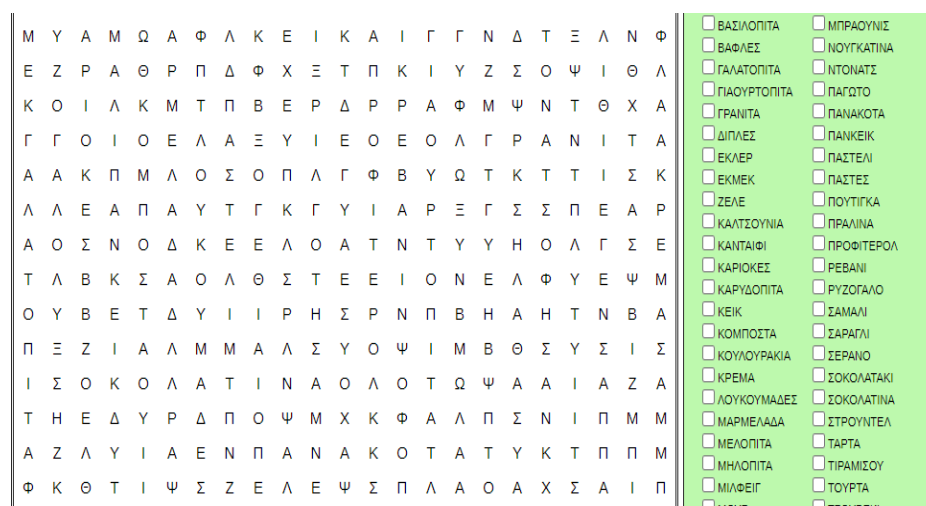 Μ Υ Α Μ Ω Α Φ Λ Κ Ε Ι Κ Α Ι Γ Γ Ν Δ Τ Ξ Λ Ν Φ
Ε Ζ Ρ Α Θ Ρ Π Δ Φ Χ Ξ Τ Π Κ Ι Υ Ζ Σ Ο Ψ Ι Θ Λ
Κ Ο Ι Λ Κ Μ Τ Π Β Ε Ρ Δ Ρ Ρ Α Φ Μ Ψ Ν Τ Θ Χ Α
Γ Γ Ο Ι Ο Ε Λ Α Ξ Υ Ι Ε Ο Ε Ο Λ Γ Ρ Α Ν Ι Τ Α
Α Α Κ Π Μ Λ Ο Σ Ο Π Λ Γ Φ Β Υ Ω Τ Κ Τ Τ Ι Σ Κ
Λ Λ Ε Α Π Α Υ Τ Γ Κ Γ Υ Ι Α Ρ Ξ Γ Σ Σ Π Ε Α Ρ
Α Ο Σ Ν Ο Δ Κ Ε Ε Λ Ο Α Τ Ν Τ Υ Υ Η Ο Λ Γ Σ Ε
Τ Λ Β Κ Σ Α Ο Λ Θ Σ Τ Ε Ε Ι Ο Ν Ε Λ Φ Υ Ε Ψ Μ
Ο Υ Β Ε Τ Δ Υ Ι Ι Ρ Η Σ Ρ Ν Π Β Η Α Η Τ Ν Β Α
Π Ξ Ζ Ι Α Λ Μ Μ Α Λ Σ Υ Ο Ψ Ι Μ Β Θ Σ Υ Σ Ι Σ
Ι Σ Ο Κ Ο Λ Α Τ Ι Ν Α Ο Λ Ο Τ Ω Ψ Α Α Ι Α Ζ Α
Τ Η Ε Δ Υ Ρ Δ Π Ο Ψ Μ Χ Κ Φ Α Λ Π Σ Ν Ι Π Μ Μ
Α Ζ Λ Υ Ι Α Ε Ν Π Α Ν Α Κ Ο Τ Α Τ Υ Κ Τ Π Π Μ
Φ Κ Θ Τ Ι Ψ Σ Ζ Ε Λ Ε Ψ Σ Π Λ Α Ο Α Χ Σ Α Ι Π
ΒΑΣΙΛΟΠΙΤΑ
ΒΑΦΛΕΣ
ΓΑΛΑΤΟΠΙΤΑ
ΓΙΑΟΥΡΤΟΠΙΤΑ
ΓΡΑΝΙΤΑ
ΔΙΠΛΕΣ
ΕΚΛΕΡ
ΕΚΜΕΚ
ΖΕΛΕ
ΚΑΛΤΣΟΥΝΙΑ
ΚΑΝΤΑΙΦΙ
ΚΑΡΙΟΚΕΣ
ΚΑΡΥΔΟΠΙΤΑ
ΚΕΙΚ
ΚΟΜΠΟΣΤΑ
ΚΟΥΛΟΥΡΑΚΙΑ
ΚΡΕΜΑ
ΛΟΥΚΟΥΜΑΔΕΣ
ΜΑΡΜΕΛΑΔΑ
ΜΕΛΟΠΙΤΑ
ΜΗΛΟΠΙΤΑ
ΜΙΛΦΕΙΓ
ΜΠΡΑΟΥΝΙΣ
ΝΟΥΓΚΑΤΙΝΑ
ΝΤΟΝΑΤΣ
ΠΑΓΩΤΟ
ΠΑΝΑΚΟΤΑ
ΠΑΝΚΕΙΚ
ΠΑΣΤΕΛΙ
ΠΑΣΤΕΣ
ΠΟΥΤΙΓΚΑ
ΠΡΑΛΙΝΑ
ΠΡΟΦΙΤΕΡΟΛ
ΡΕΒΑΝΙ
ΡΥΖΟΓΑΛΟ
ΣΑΜΑΛΙ
ΣΑΡΑΓΛΙ
ΣΕΡΑΝΟ
ΣΟΚΟΛΑΤΑΚΙ
ΣΟΚΟΛΑΤΙΝΑ
ΣΤΡΟΥΝΤΕΛ
ΤΑΡΤΑ
ΤΙΡΑΜΙΣΟΥ
ΤΟΥΡΤΑ